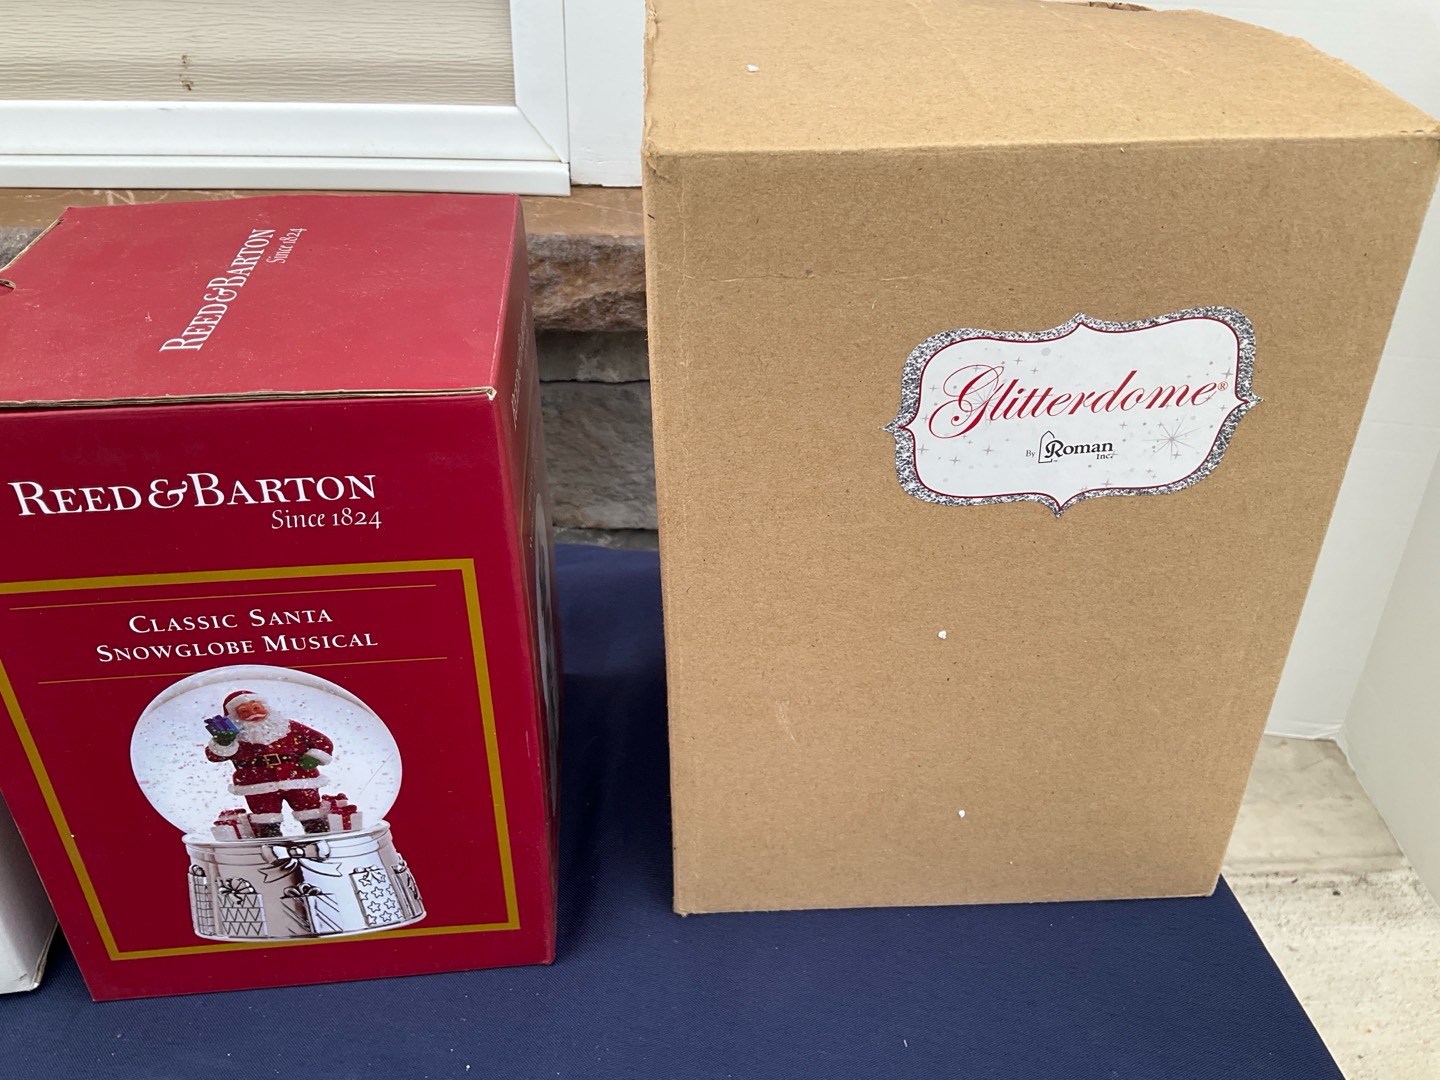 REED & BARTON
Since 1824
REED & BARTON
Since 1824
CLASSIC SANTA
SNOWGLOBE MUSICAL
Glitterdome®
By Roman
Inc.